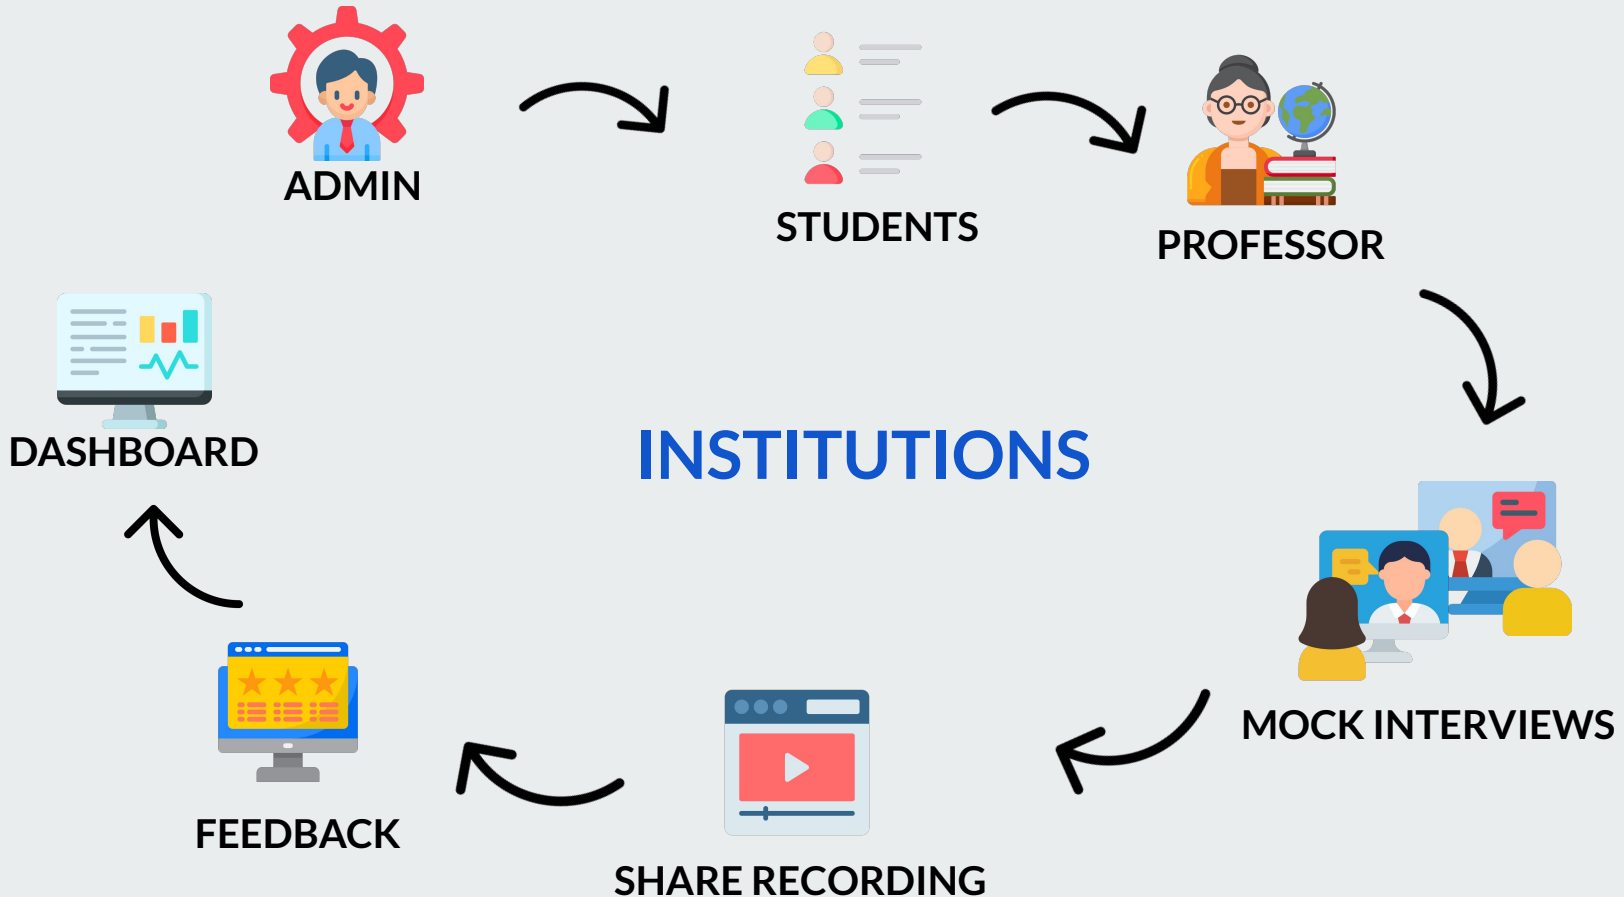 ADMIN
STUDENTS
PROFESSOR
DASHBOARD
INSTITUTIONS
MOCK INTERVIEWS
FEEDBACK
SHARE RECORDING